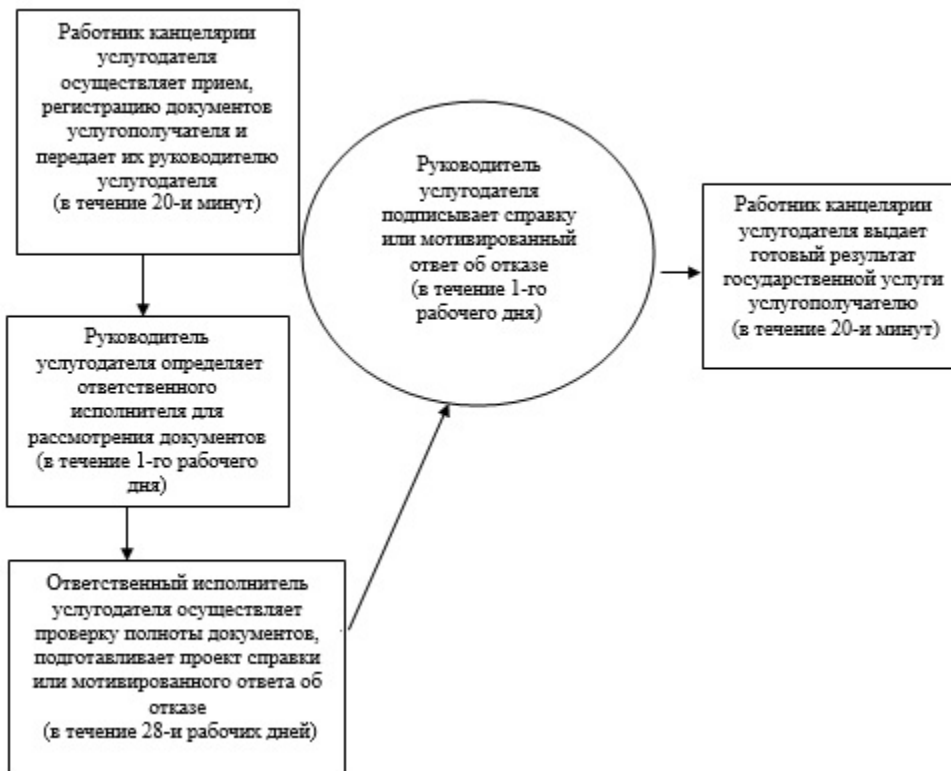 Работник канцелярии
услугодателя
осуществляет прием,
регистрацию документов
услугополучателя и
передает их руководителю
услугодателя
(в течение 20-и минут)
Руководитель
услугодателя определяет
ответственного
исполнителя для
рассмотрения документов
(в течение 1-го рабочего
дня)
Ответственный исполнитель
услугодателя осуществляет
проверку полноты документов,
подготавливает проект справки
или мотивированного ответа об
отказе
(в течение 28-и рабочих дней)
Руководитель
услугодателя
подписывает справку
или мотивированный
ответ об отказе
(в течение 1-го
рабочего дня)
Работник канцелярии
услугодателя выдает
готовый результат
государственной услуги
услугополучателю
(в течение 20-и минут)